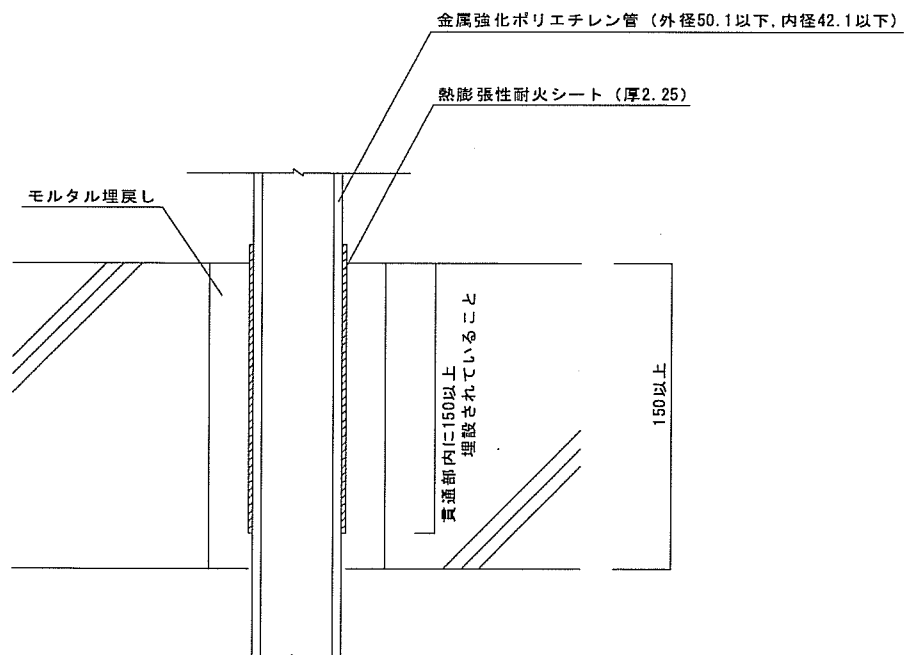 金属強化ポリエチレン管（外径50.1以下,内径42.1以下）
熱膨張性耐火シート（厚2.25）
モルタル埋戻し
貫通部内に150以上
埋設されていること
150以上